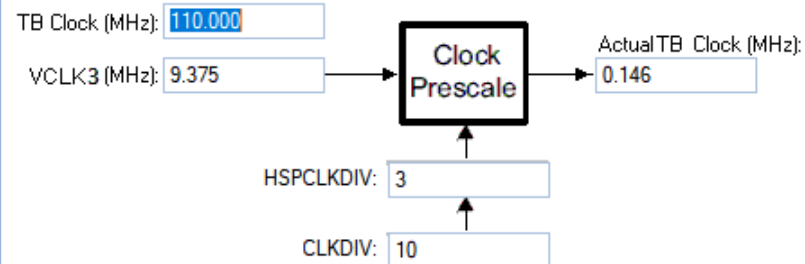 TB Clock (MHz): 110.000
VCLK3 (MHz): 9.375
Clock
Prescale
ActualTB Clock (MHz):
0.146
HSPCLKDIV: 3
CLKDIV: 10